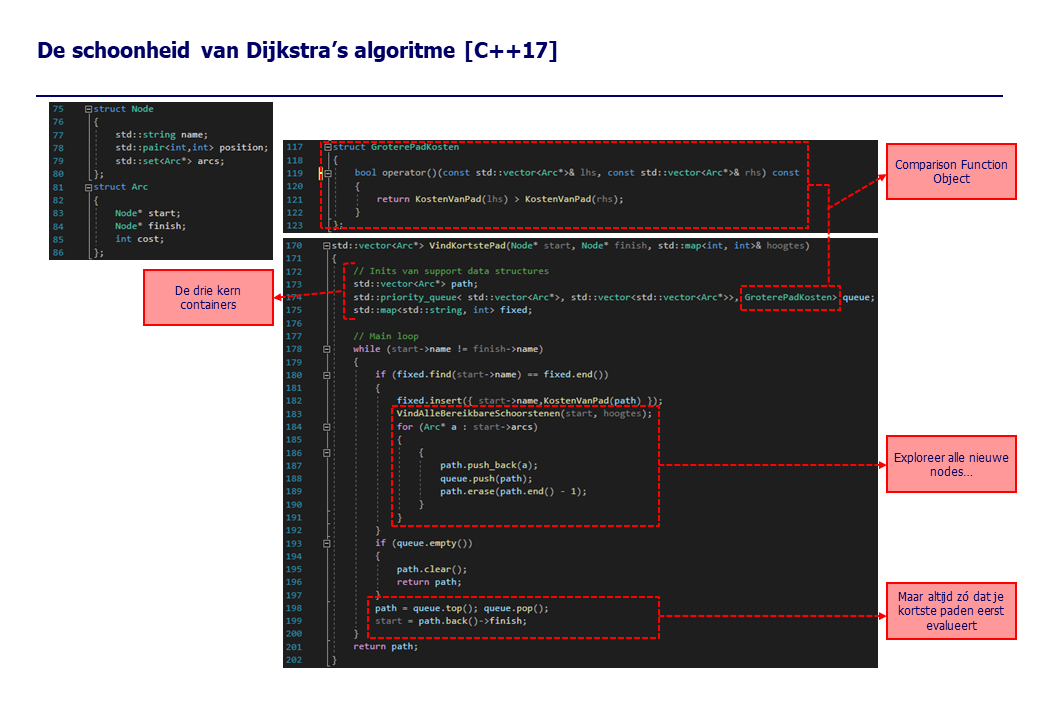 De schoonheid van Dijkstra's algoritme [C++17]
75 struct Node
76 {
77 std::string name;
78 std::pair<int,int> position;
79 std::set<Arc*> arcs;
80 };
81 struct Arc
82 {
83 Node* start;
84 Node* finish;
85 int cost;
86 };
De drie kern
containers
117 struct GroterePadKosten
118 {
119 bool operator()(const std::vector<Arc*>& lhs, const std::vector<Arc*>& rhs) const
120 {
121 return KostenVanPad(lhs) > KostenVanPad(rhs);
122 }
123 };
Comparison Function
Object
170 std::vector<Arc*> VindKortstePad(Node* start, Node* finish, std::map<int, int>& hoogtes)
171 {
172 // Inits van support data structures
173 std::vector<Arc*> path;
174 std::priority_queue< std::vector<Arc*>, std::vector<std::vector<Arc*>>, GroterePadKosten> queue;
175 std::map<std::string, int> fixed;
176
177 // Main loop
178 while (start->name != finish->name)
179 {
180 if (fixed.find(start->name) == fixed.end())
181 {
182 fixed.insert({ start->name,KostenVanPad(path) });
183 VindAlleBereikbareSchoorstenen(start, hoogtes);
184 for (Arc* a : start->arcs)
185 {
186 {
187 path.push_back(a);
188 queue.push(path);
189 path.erase(path.end() - 1);
190 }
191 }
192 }
193 if (queue.empty())
194 {
195 path.clear();
196 return path;
197 }
198 path = queue.top(); queue.pop();
199 start = path.back()->finish;
200 }
201 return path;
202 }
Exploreer alle nieuwe
nodes...
Maar altijd zó dat je
kortste paden eerst
evalueert